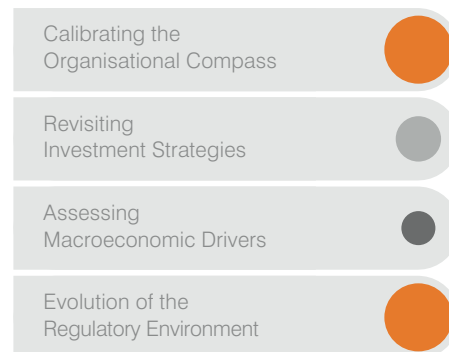 Calibrating the
Organisational Compass
Revisiting
Investment Strategies
Assessing
Macroeconomic Drivers
Evolution of the
Regulatory Environment